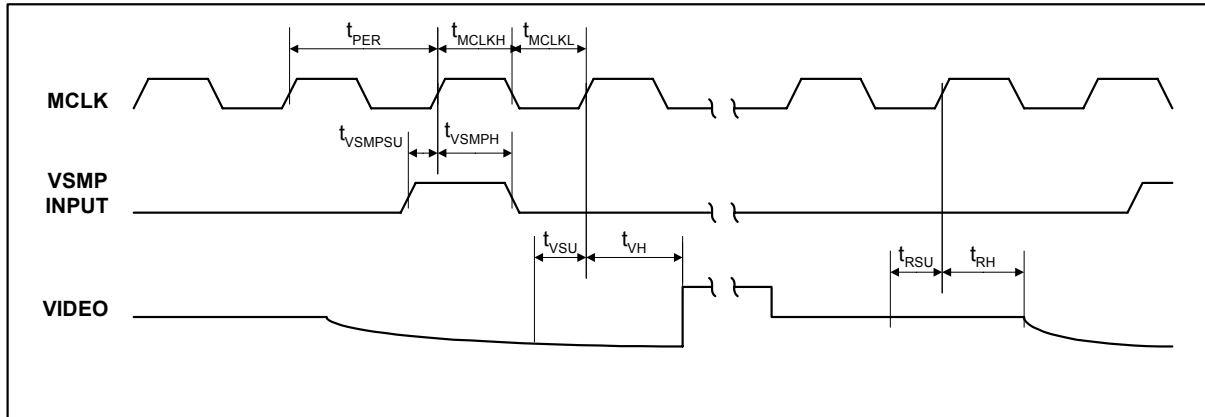 tPER
tMCLKH
tMCLKL
MCLK
tVSMPSU
tVSMPH
VSMP
INPUT
tVSU
tVH
tRSU
tRH
VIDEO